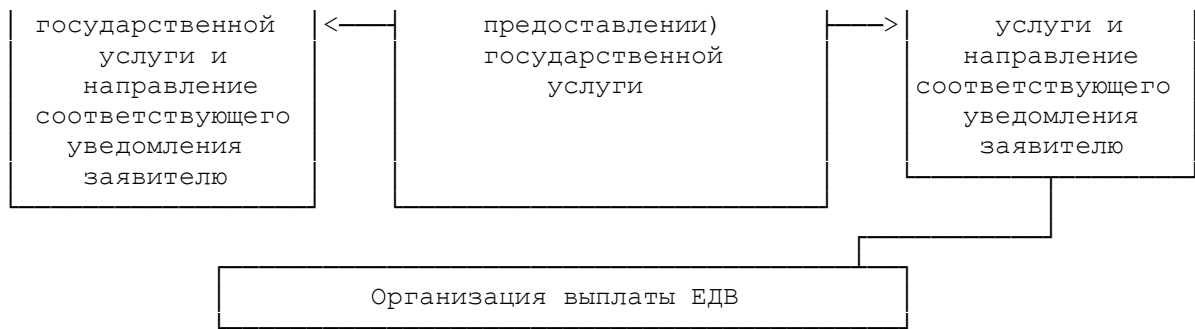 государственной
услуги и
направление
соответствующего
уведомления
заявителю
предоставлении)
государственной
услуги
услуги и
направление
соответствующего
уведомления
заявителю
Организация выплаты ЕДВ